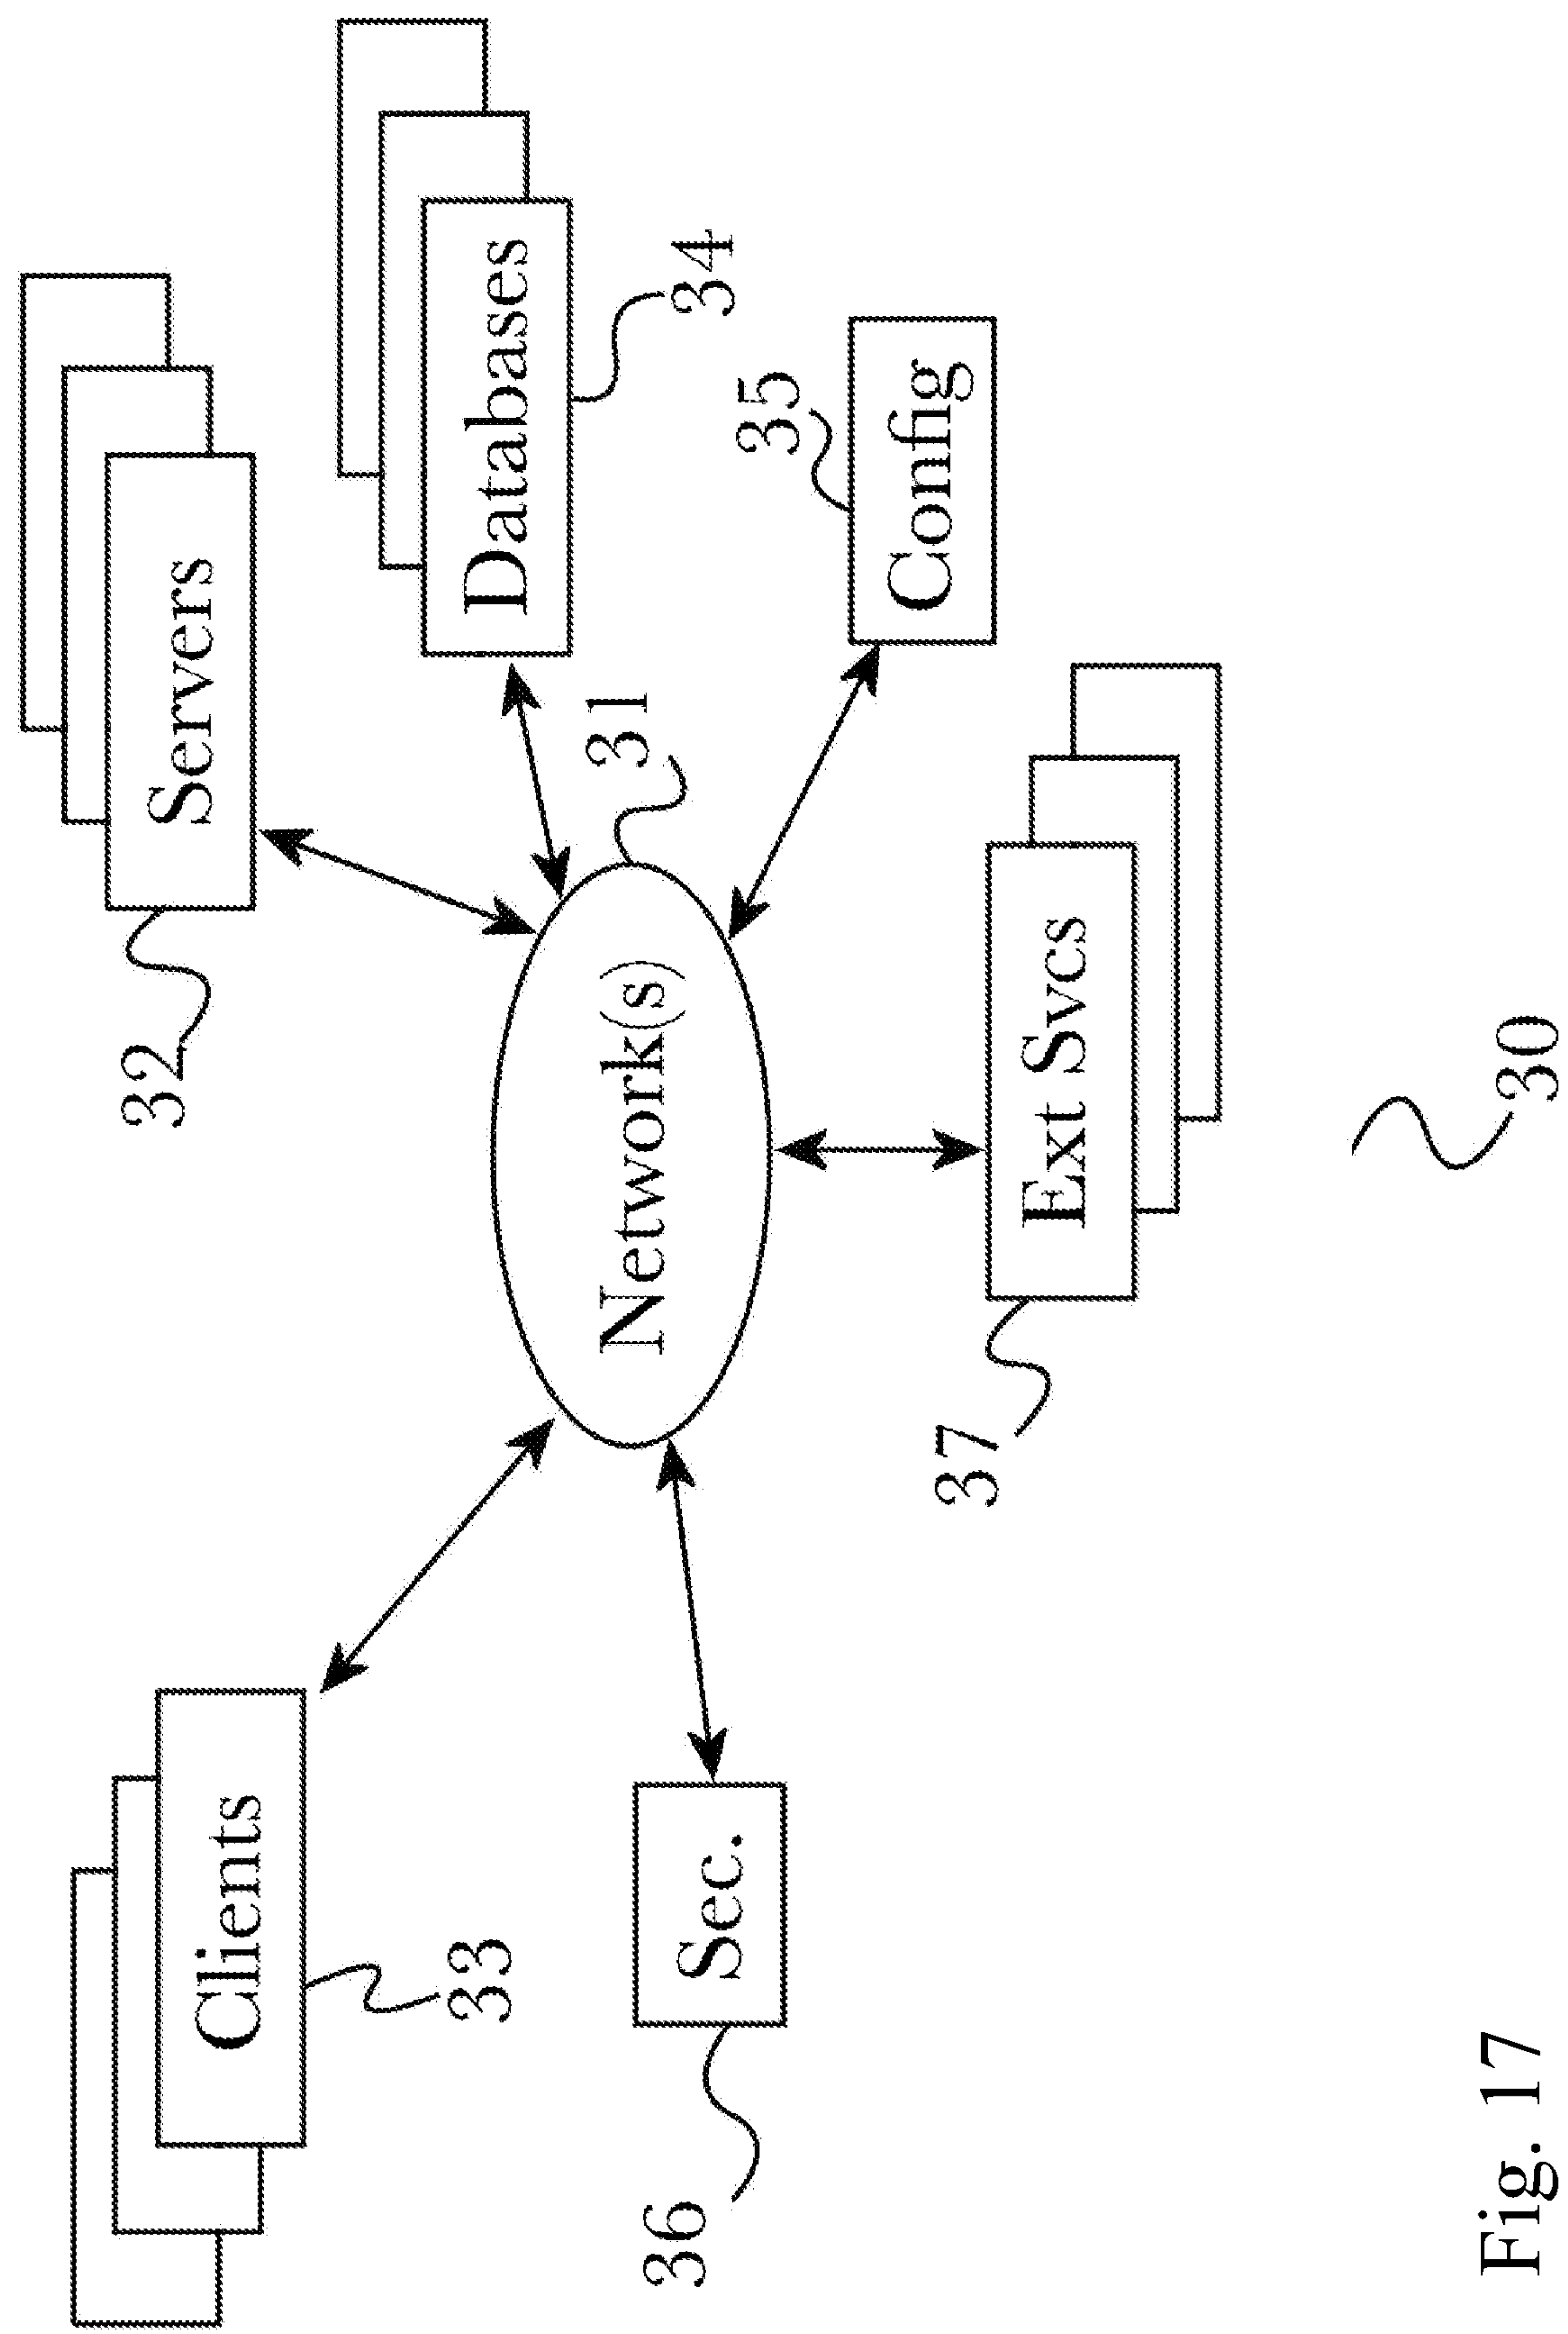 32
Servers
Clients
33
Databases
34
Network(s)
31
36
Sec.
35
Config
37
Ext Svcs
30
Fig. 17